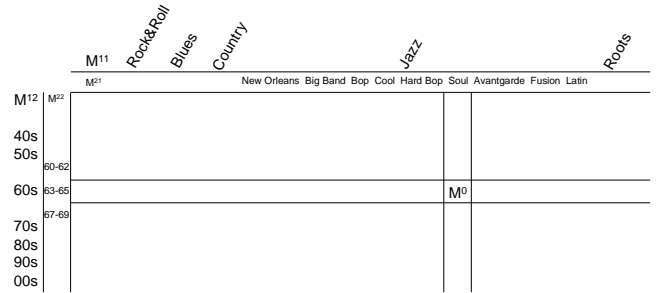 M11 Rock&Roll Blues Country Jazz Roots
M21 New Orleans Big Band Bop Cool Hard Bop Soul Avantgarde Fusion Latin
M12 M22
40s
50s
60-62
60s 63-65 M0
67-69
70s
80s
90s
00s